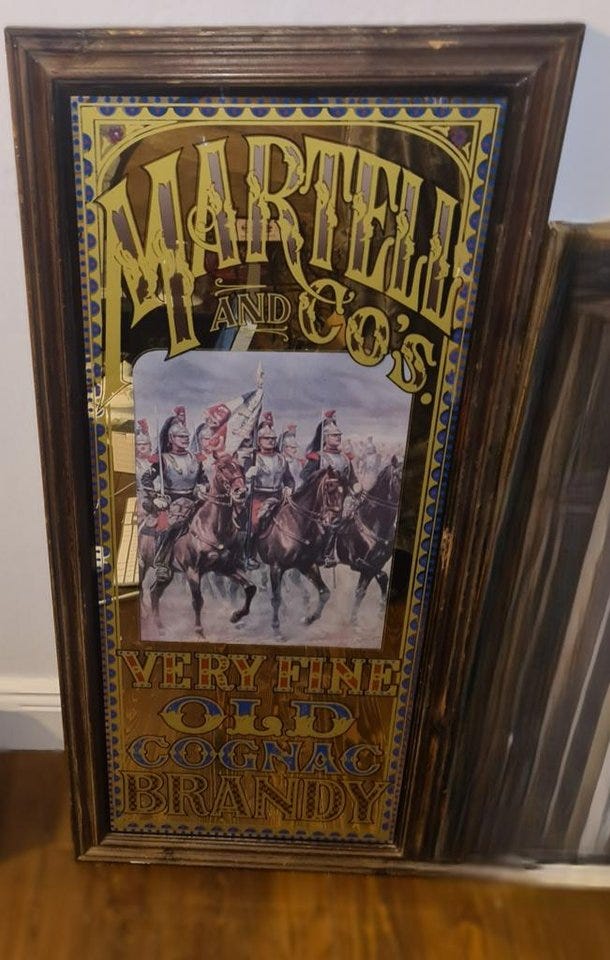 MARTELL
AND CO'S.
VERY FINE
OLD
COGNAC
BRANDY